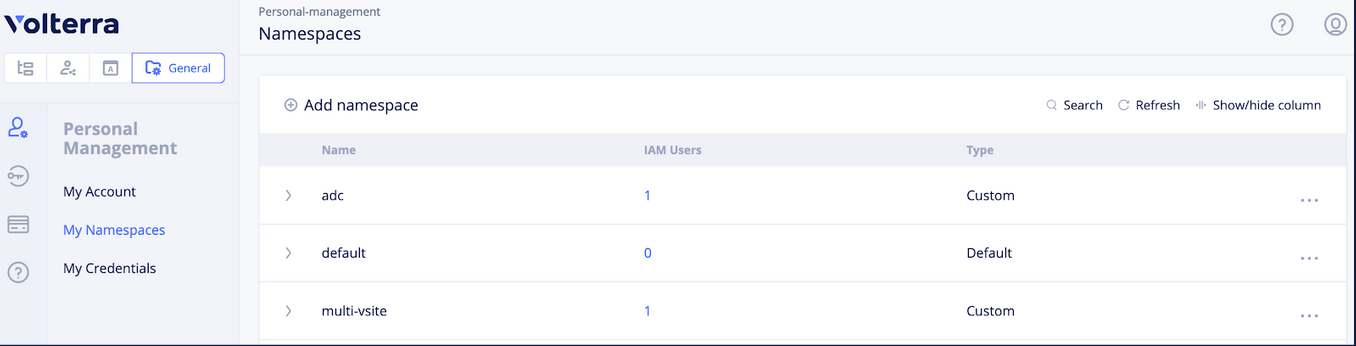 Volterra
General
Personal Management
My Account
My Namespaces
My Credentials
Personal-management
Namespaces
Add namespace
Search Refresh Show/hide column
Name IAM Users Type
adc 1 Custom ...
default 0 Default ...
multi-vsite 1 Custom ...